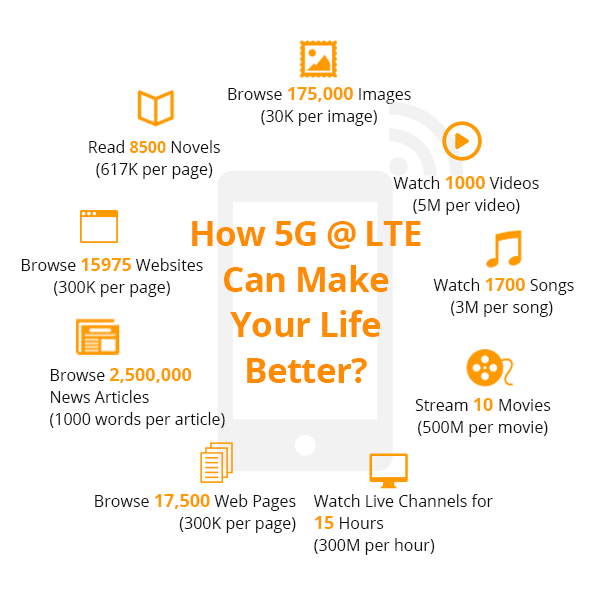 How 5G @ LTE
Can Make
Your Life
Better?
Browse 175,000 Images
(30K per image)
Watch 1000 Videos
(5M per video)
Watch 1700 Songs
(3M per song)
Stream 10 Movies
(500M per movie)
Watch Live Channels for
15 Hours
(300M per hour)
Browse 17,500 Web Pages
(300K per page)
Browse 2,500,000
News Articles
(1000 words per article)
Browse 15975 Websites
(300K per page)
Read 8500 Novels
(617K per page)